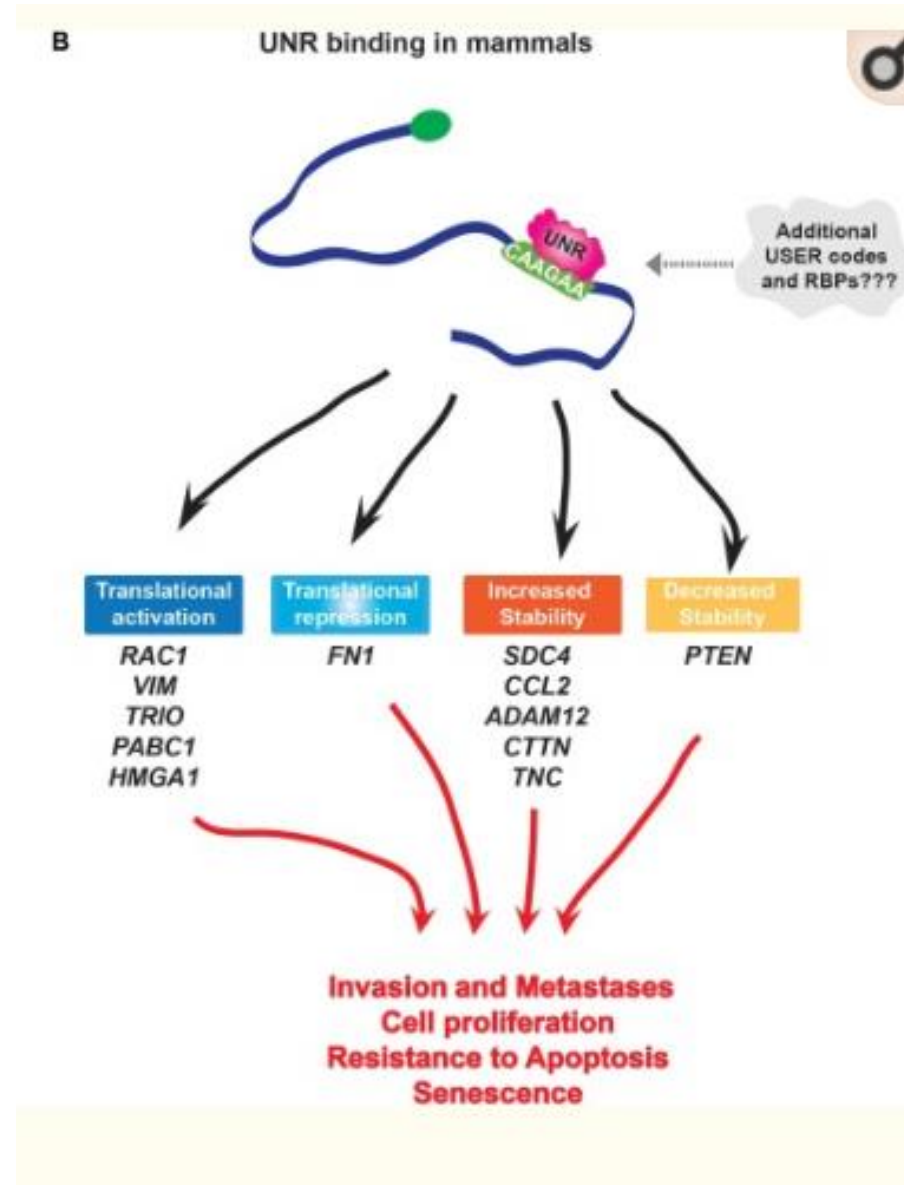 B
UNR binding in mammals
UNR
CAAGAA
Additional
USER codes
and RBPs???
Translational
activation
RAC1
VIM
TRIO
PABC1
HMGA1
Translational
repression
FN1
Increased
Stability
SDC4
CCL2
ADAM12
CTTN
TNC
Decreased
Stability
PTEN
Invasion and Metastases
Cell proliferation
Resistance to Apoptosis
Senescence